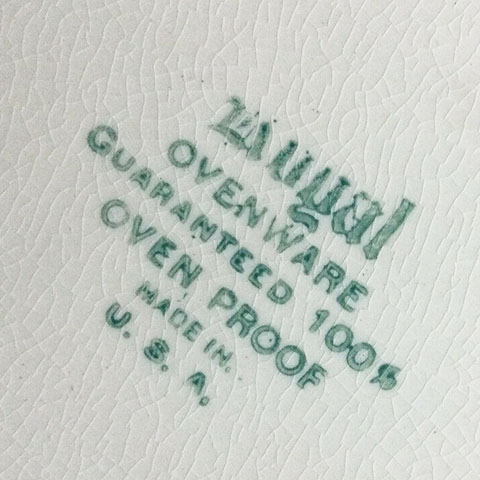 OVENWARE
GUARANTEED 100%
OVEN PROOF
MADE IN.
U. S. A.